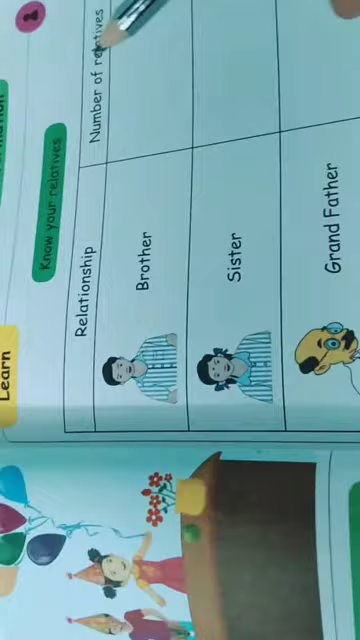 Learn
Know your relatives
Relationship
Number of relatives
Brother
Sister
Grand Father